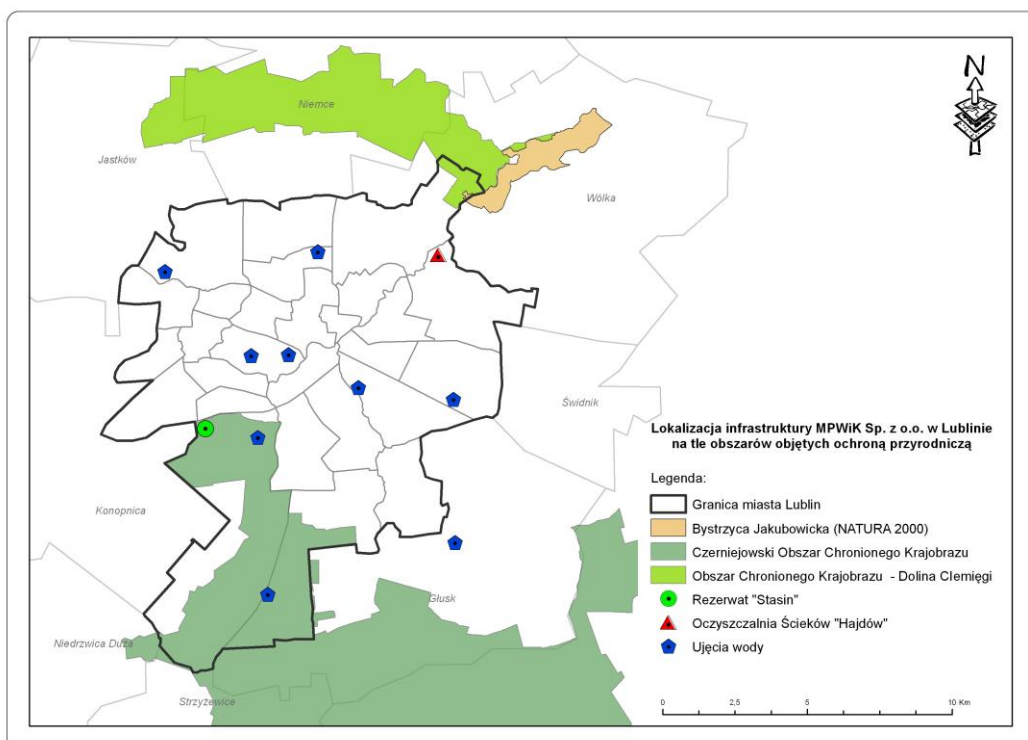 N
Niemce
Jastków
Wólka
Świdnik
Lokalizacja infrastruktury MPWiK Sp. z o.o. w Lublinie
na tle obszarów objętych ochroną przyrodniczą
Legenda:
Granica miasta Lublin
Bystrzyca Jakubowicka (NATURA 2000)
Czerniejowski Obszar Chronionego Krajobrazu
Obszar Chronionego Krajobrazu - Dolina Ciemięgi
Rezerwat "Stasin"
Oczyszczalnia Ścieków "Hajdów"
Ujęcia wody
Konopnica
Głusk
Niedrzwica Duża
Strzyżewice
0 2,5 5 10 Km